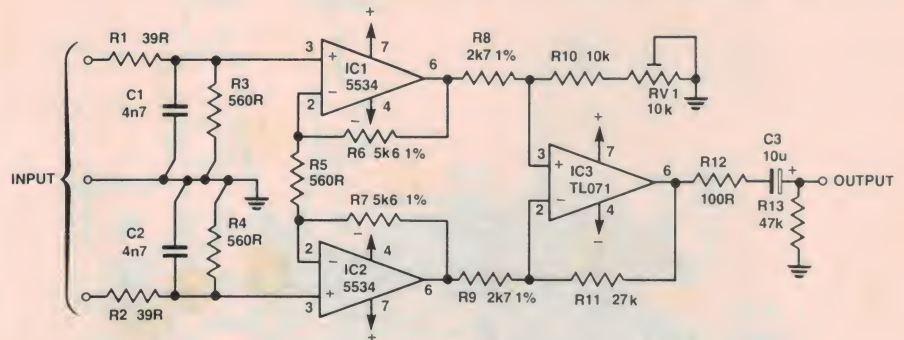 INPUT
R1 39R
C1
4n7
R3
560R
C2
4n7
R4
560R
R2 39R
3
+
−
2
IC1
5534
+
7
4
−
6
R6 5k6 1%
R5
560R
R7 5k6 1%
−
4
2
−
+
3
IC2
5534
7
+
6
R8
2k7 1%
R9 2k7 1%
R10 10k
RV 1
10k
3
+
−
2
IC3
TL071
+
7
4
−
6
R11 27k
R12
100R
C3
10u
+
R13
47k
OUTPUT